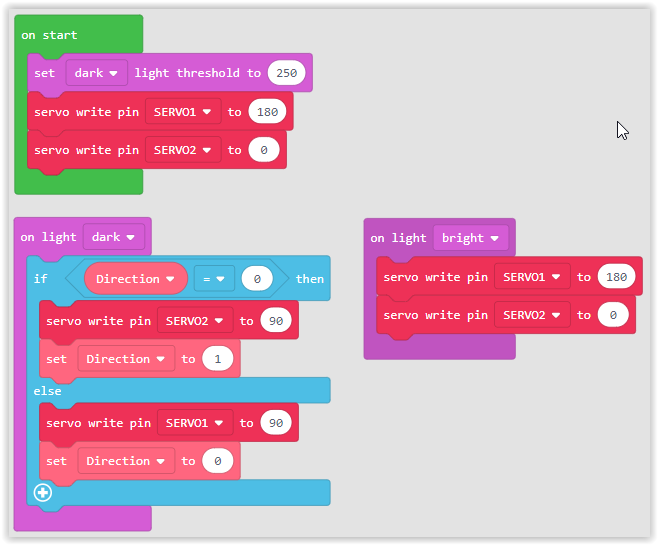 on start
set dark light threshold to 250
servo write pin SERVO1 to 180
servo write pin SERVO2 to 0
on light dark
if Direction = 0 then
servo write pin SERVO2 to 90
set Direction to 1
else
servo write pin SERVO1 to 90
set Direction to 0
on light bright
servo write pin SERVO1 to 180
servo write pin SERVO2 to 0